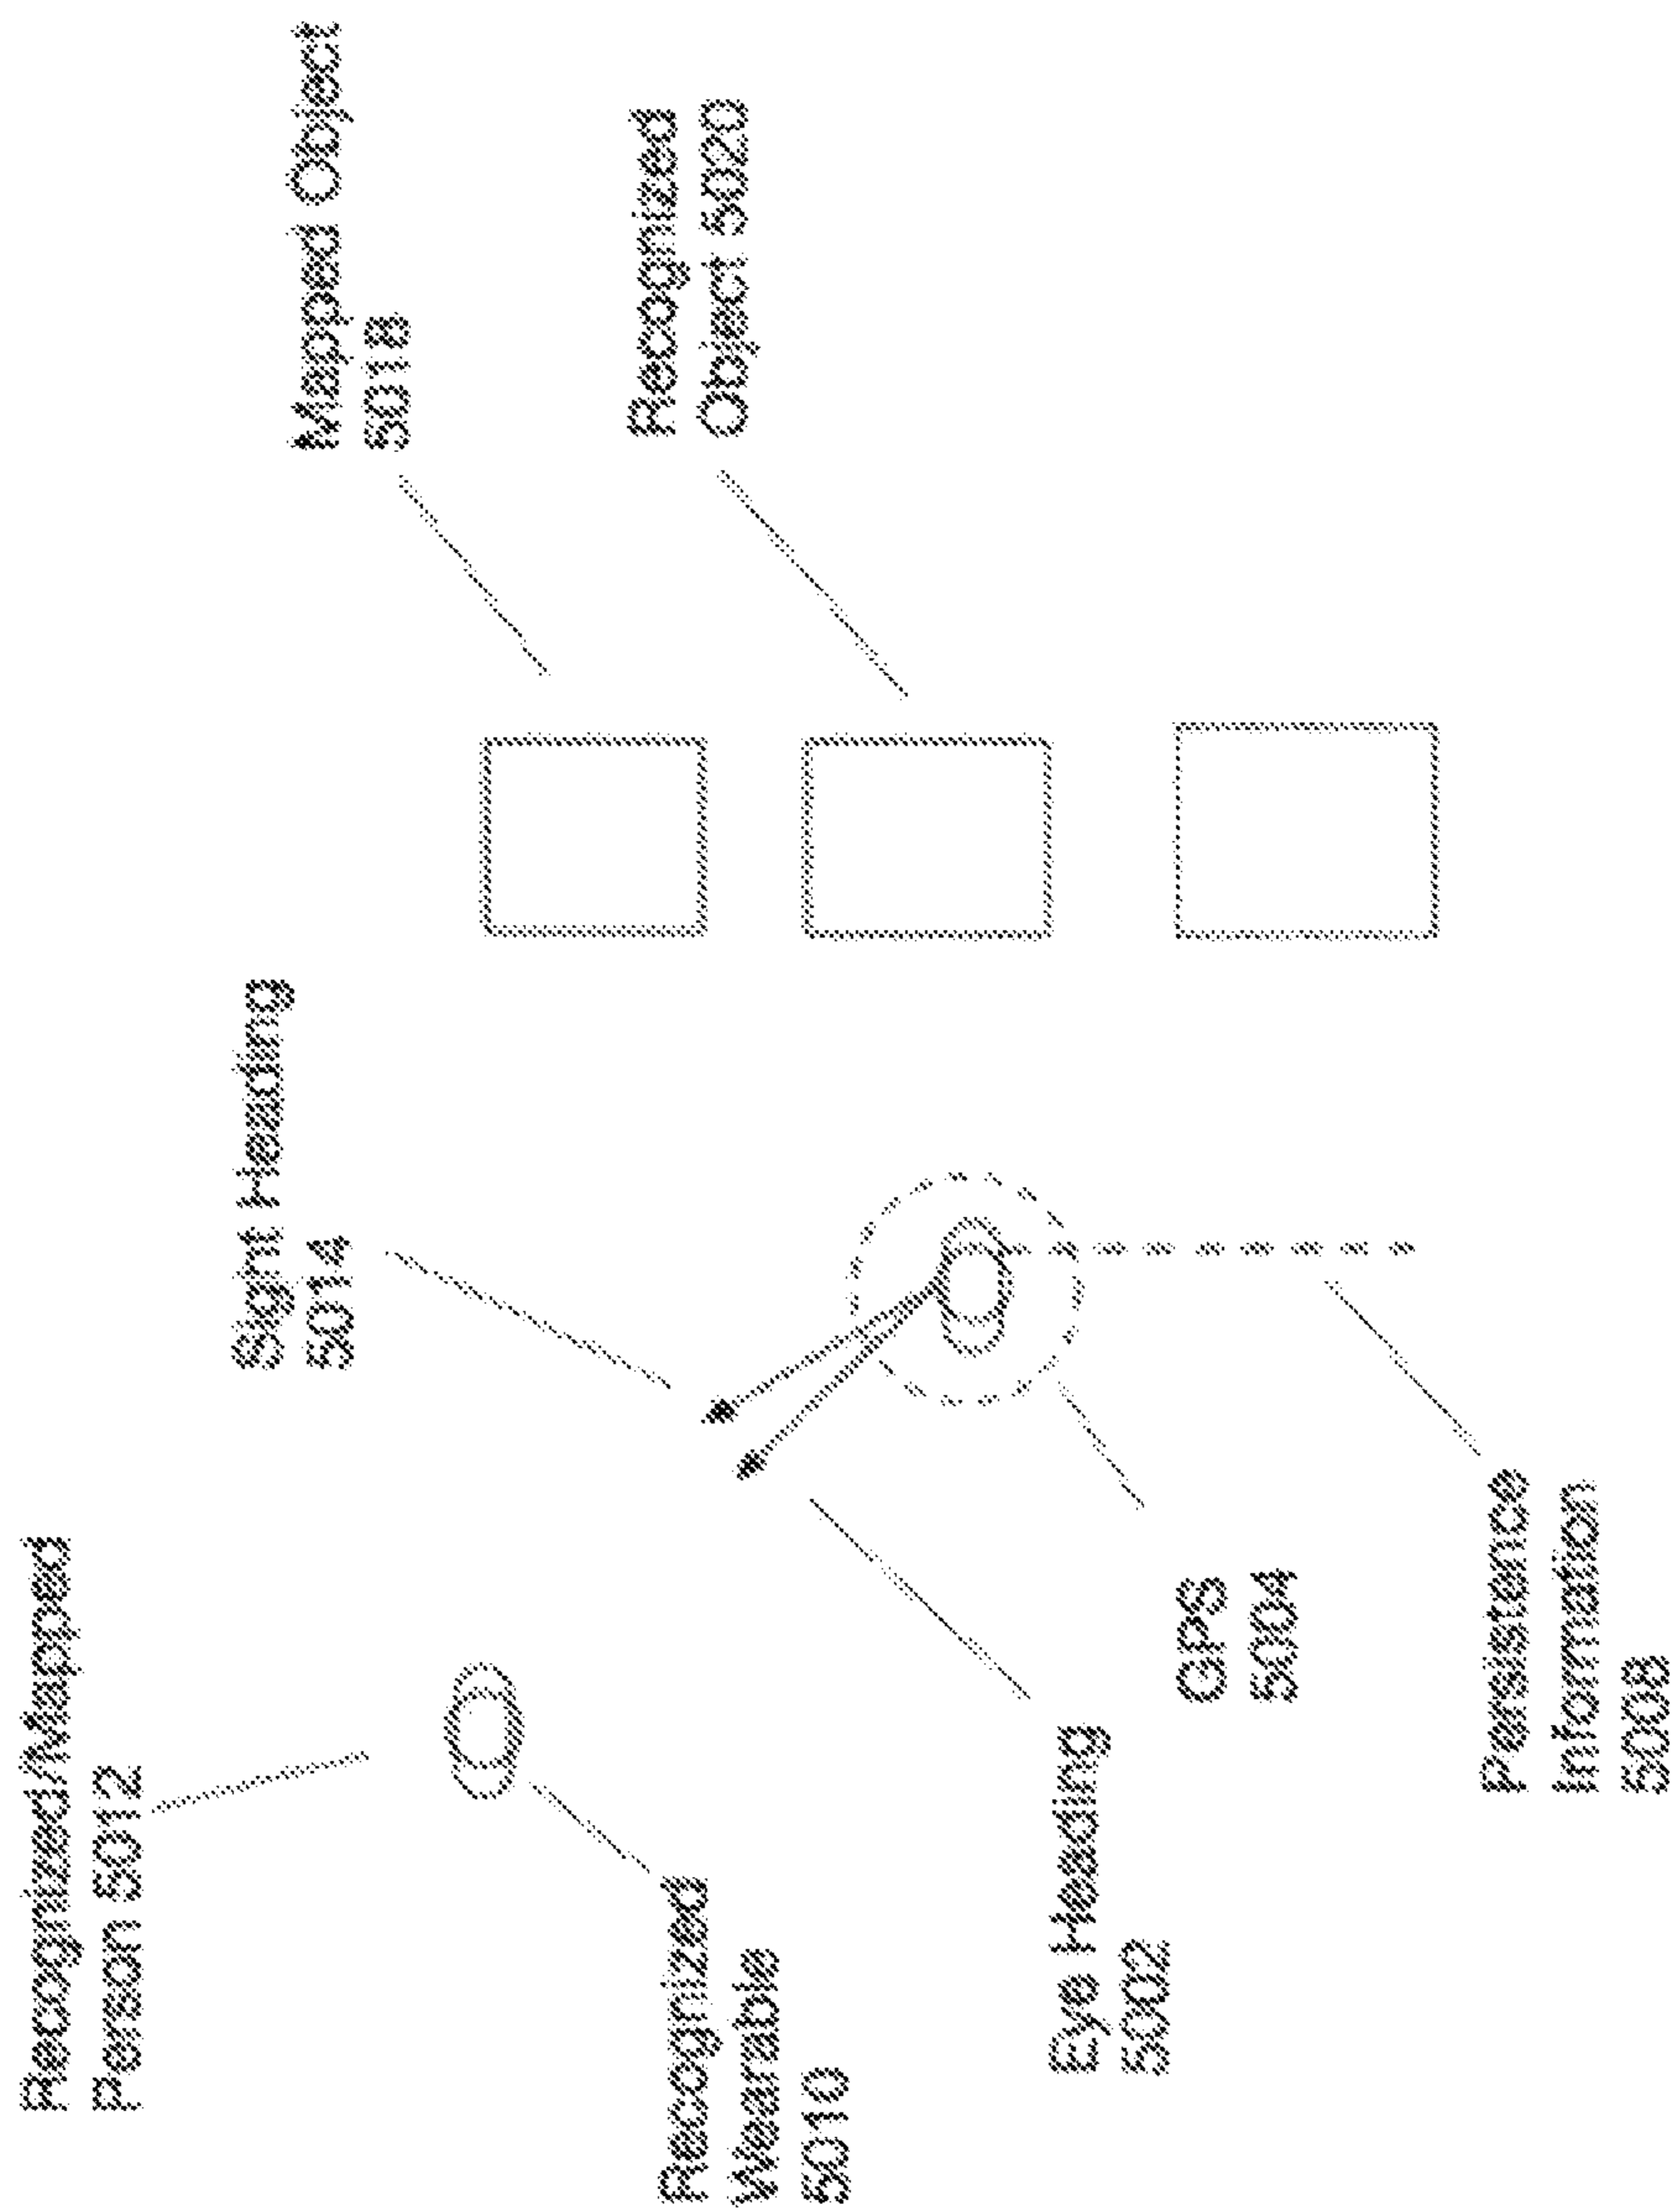 Recognized/Mapped
Person 5012
Sight Heading
5014
Mapped Object
5018
Recognized
Object 5020
Recognized
Wearable
5010
Eye Heading
5002
GPS
5004
Persistence
Information
5008